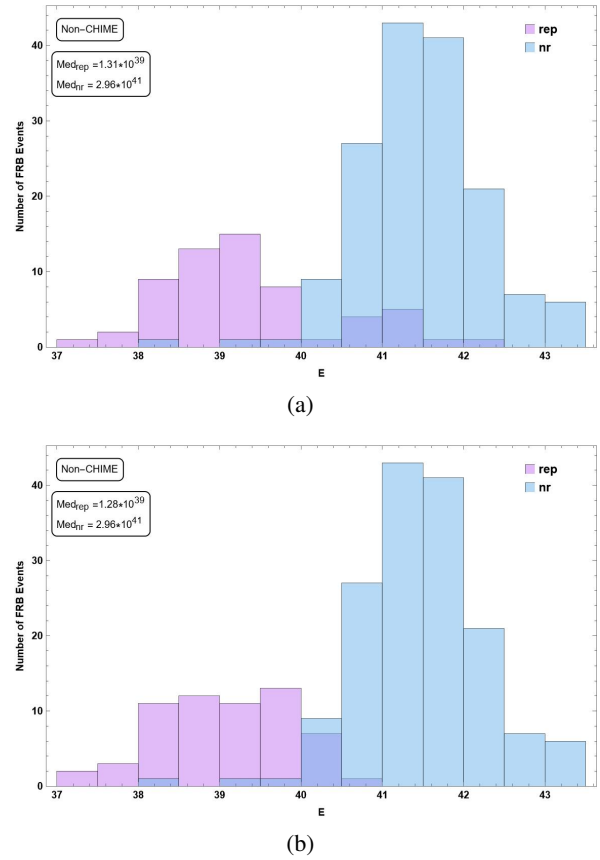 Non−CHIME
Med_rep =1.31*10^39
Med_nr = 2.96*10^41
rep
nr
Number of FRB Events
40
30
20
10
0
37 38 39 40 41 42 43
E
(a)
Non−CHIME
Med_rep =1.28*10^39
Med_nr = 2.96*10^41
rep
nr
Number of FRB Events
40
30
20
10
0
37 38 39 40 41 42 43
E
(b)